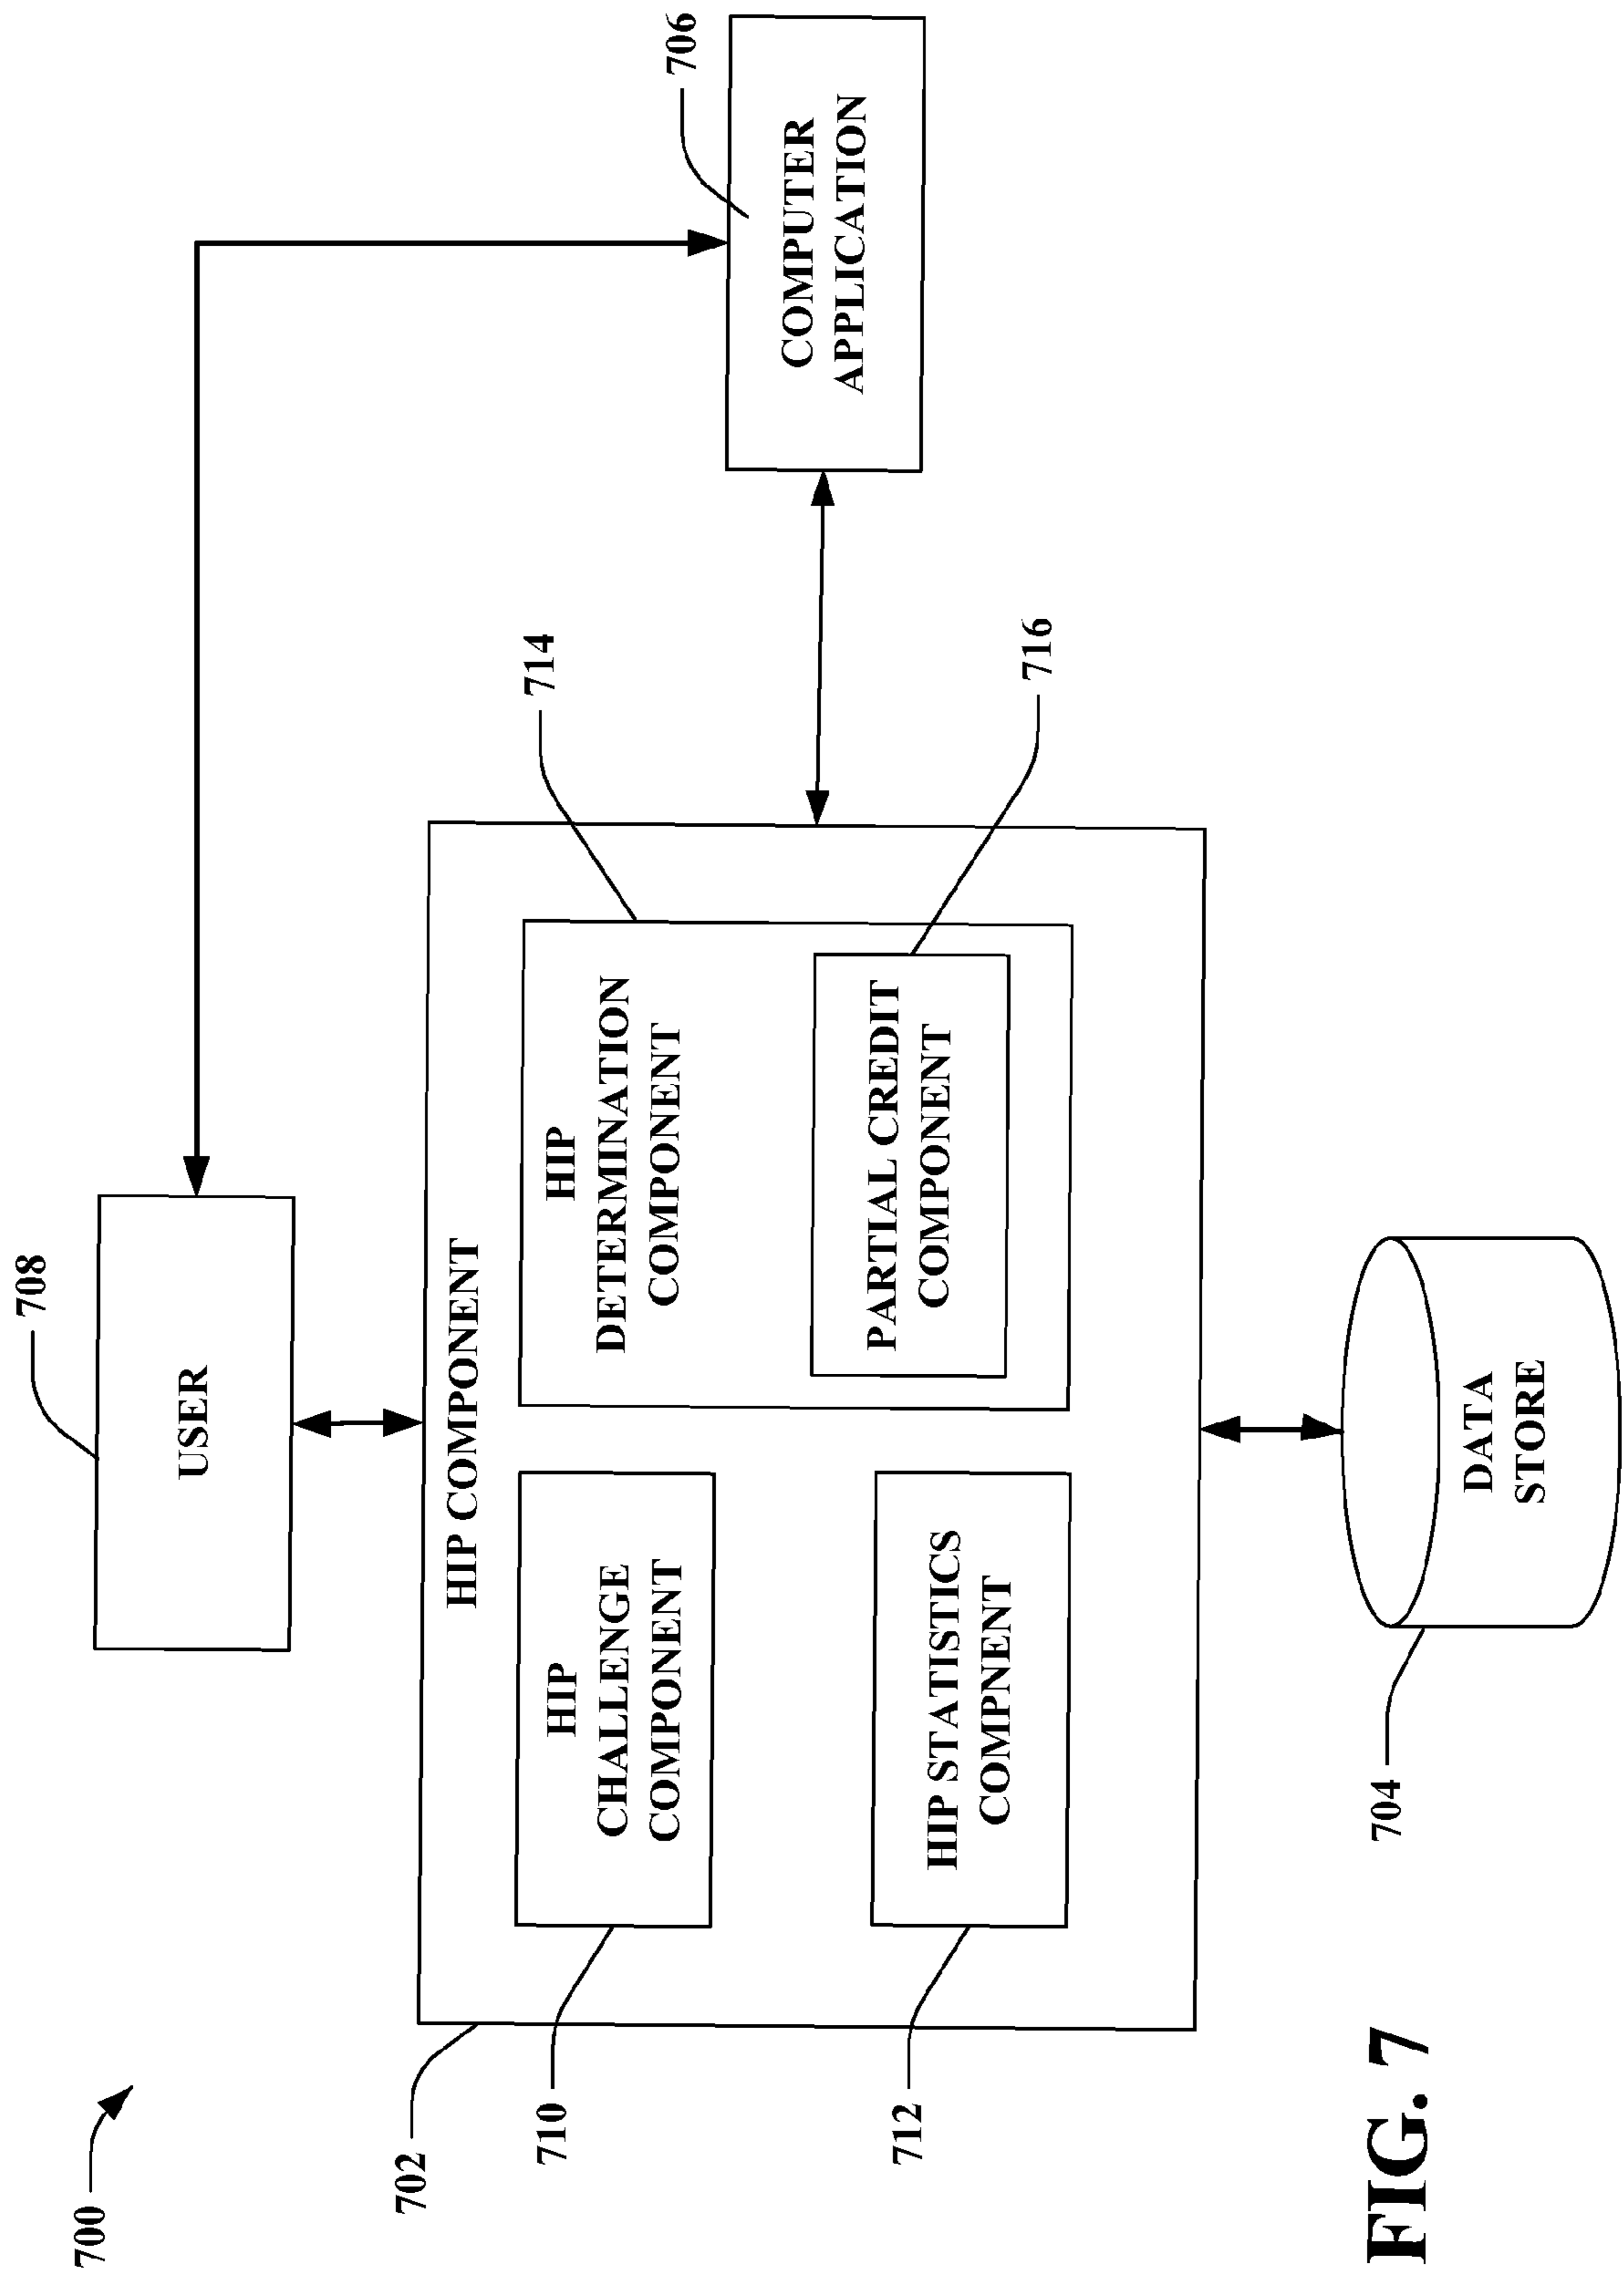 700
708
USER
702
HIP COMPONENT
710
HIP
CHALLENGE
COMPONENT
714
HIP
DETERMINATION
COMPONENT
712
HIP STATISTICS
COMPNENT
716
PARTIAL CREDIT
COMPONENT
706
COMPUTER
APPLICATION
704
DATA
STORE
FIG. 7